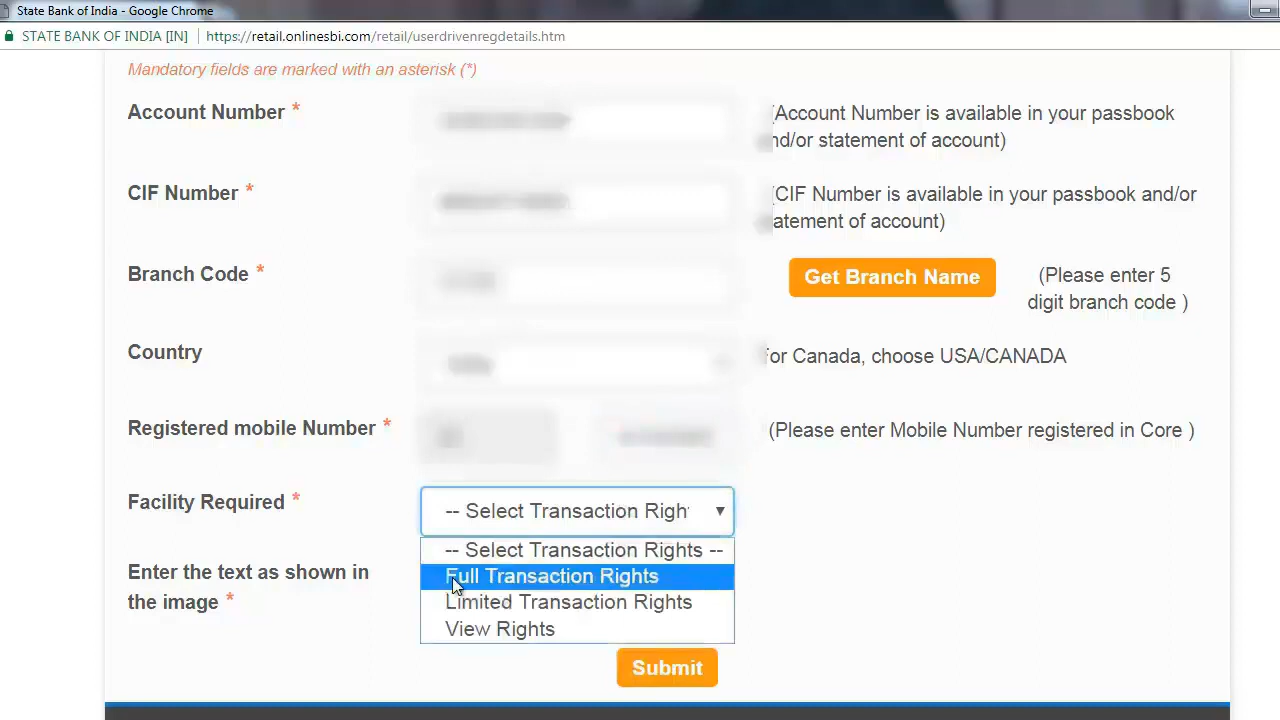 State Bank of India - Google Chrome
STATE BANK OF INDIA [IN] https://retail.onlinesbi.com/retail/userdrivenregdetails.htm
Mandatory fields are marked with an asterisk (*)
Account Number *
(Account Number is available in your passbook
nd/or statement of account)
CIF Number *
(CIF Number is available in your passbook and/or
atement of account)
Branch Code *
Get Branch Name
(Please enter 5
digit branch code )
Country
for Canada, choose USA/CANADA
Registered mobile Number *
(Please enter Mobile Number registered in Core )
Facility Required *
-- Select Transaction Righ
-- Select Transaction Rights --
Full Transaction Rights
Limited Transaction Rights
View Rights
Enter the text as shown in
the image *
Submit